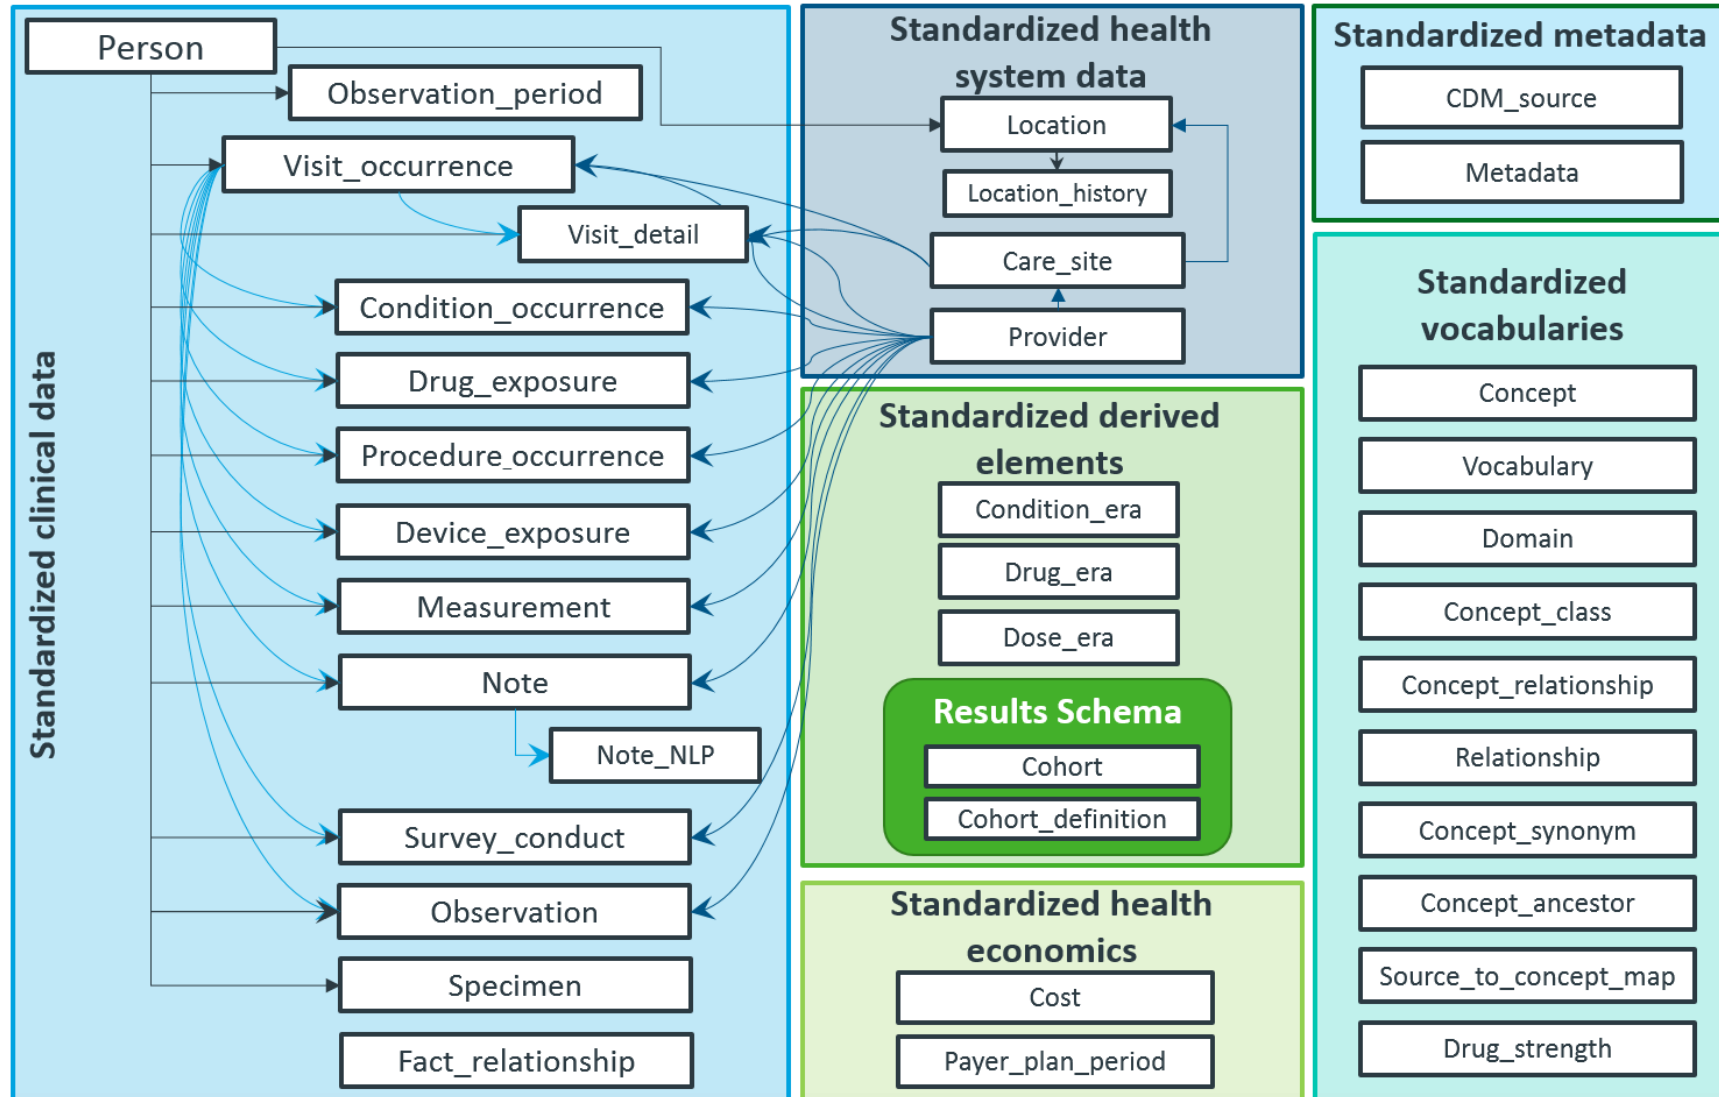 Standardized clinical data
Person
Observation_period
Visit_occurrence
Visit_detail
Condition_occurrence
Drug_exposure
Procedure_occurrence
Device_exposure
Measurement
Note
Note_NLP
Survey_conduct
Observation
Specimen
Fact_relationship
Standardized health
system data
Location
Location_history
Care_site
Provider
Standardized derived
elements
Condition_era
Drug_era
Dose_era
Results Schema
Cohort
Cohort_definition
Standardized health
economics
Cost
Payer_plan_period
Standardized metadata
CDM_source
Metadata
Standardized
vocabularies
Concept
Vocabulary
Domain
Concept_class
Concept_relationship
Relationship
Concept_synonym
Concept_ancestor
Source_to_concept_map
Drug_strength